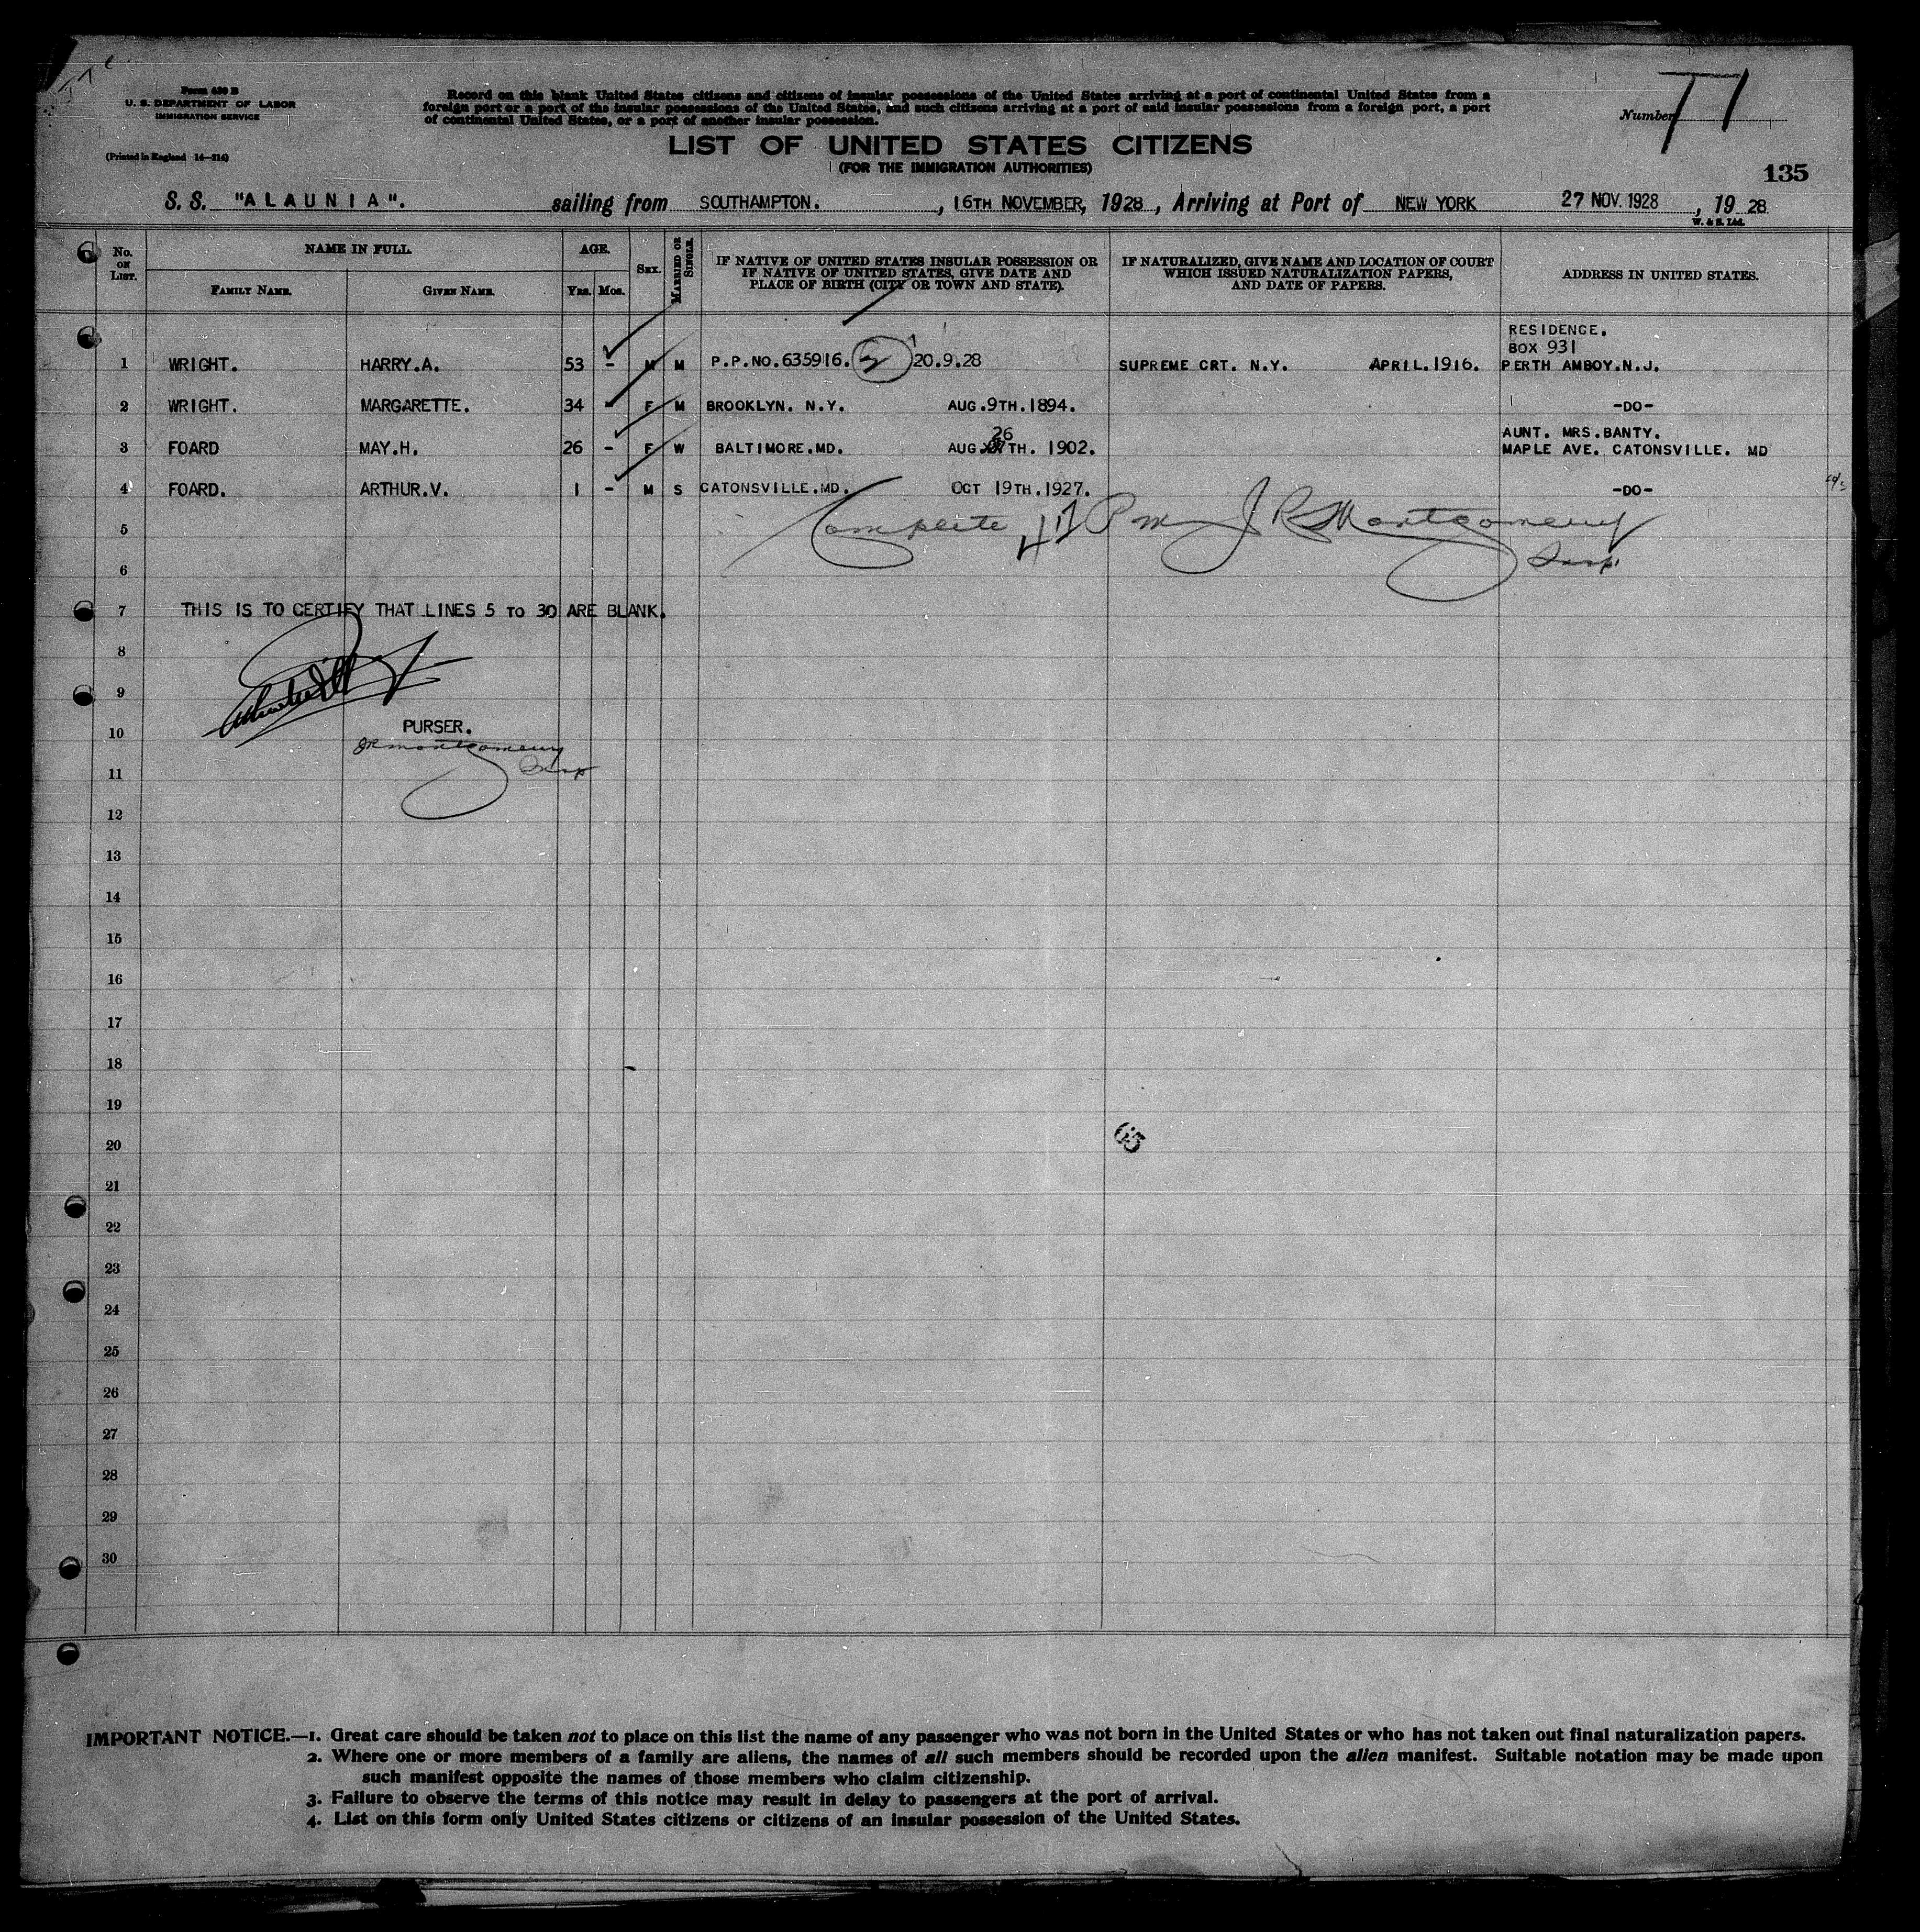 Form 630 B
U. S. DEPARTMENT OF LABOR
IMMIGRATION SERVICE
(Printed in England 14—214)
Record on this blank United States citizens and citizens of insular possessions of the United States arriving at a port of continental United States from a
foreign port or a port of the insular possessions of the United States, and such citizens arriving at a port of said insular possessions from a foreign port, a port
of continental United States, or a port of another insular possession.
Number
LIST OF UNITED STATES CITIZENS
(FOR THE IMMIGRATION AUTHORITIES)
135
S. S. "ALAUNIA". sailing from SOUTHAMPTON. , 16TH NOVEMBER, 1928 , Arriving at Port of NEW YORK 27 NOV. 1928 , 19 28
W. & S. Ltd.
No. ON LIST. NAME IN FULL. FAMILY NAME. GIVEN NAME. AGE. YRS. MOS. SEX. MARRIED OR SINGLE. IF NATIVE OF UNITED STATES INSULAR POSSESSION OR IF NATIVE OF UNITED STATES, GIVE DATE AND PLACE OF BIRTH (CITY OR TOWN AND STATE). IF NATURALIZED, GIVE NAME AND LOCATION OF COURT WHICH ISSUED NATURALIZATION PAPERS, AND DATE OF PAPERS. ADDRESS IN UNITED STATES.
RESIDENCE.
BOX 931
1 WRIGHT. HARRY.A. 53 - M M P.P.NO.635916. 20.9.28 SUPREME CRT. N.Y. APRIL.1916. PERTH AMBOY.N.J.
2 WRIGHT. MARGARETTE. 34 - F M BROOKLYN. N.Y. AUG.9TH.1894. -DO-
AUNT. MRS.BANTY.
3 FOARD MAY.H. 26 - F W BALTIMORE.MD. AUG. 26 TH. 1902. MAPLE AVE. CATONSVILLE. MD
4 FOARD. ARTHUR.V. 1 - M S CATONSVILLE.MD. OCT 19TH.1927. -DO-
5 Complete J R Montgomery
6 Insp.
7 THIS IS TO CERTIFY THAT LINES 5 TO 30 ARE BLANK.
8
9
10 PURSER.
JR Montgomery
11 Insp
12
13
14
15
16
17
18
19
20 65
21
22
23
24
25
26
27
28
29
30
IMPORTANT NOTICE.—1. Great care should be taken not to place on this list the name of any passenger who was not born in the United States or who has not taken out final naturalization papers.
2. Where one or more members of a family are aliens, the names of all such members should be recorded upon the alien manifest. Suitable notation may be made upon
such manifest opposite the names of those members who claim citizenship.
3. Failure to observe the terms of this notice may result in delay to passengers at the port of arrival.
4. List on this form only United States citizens or citizens of an insular possession of the United States.